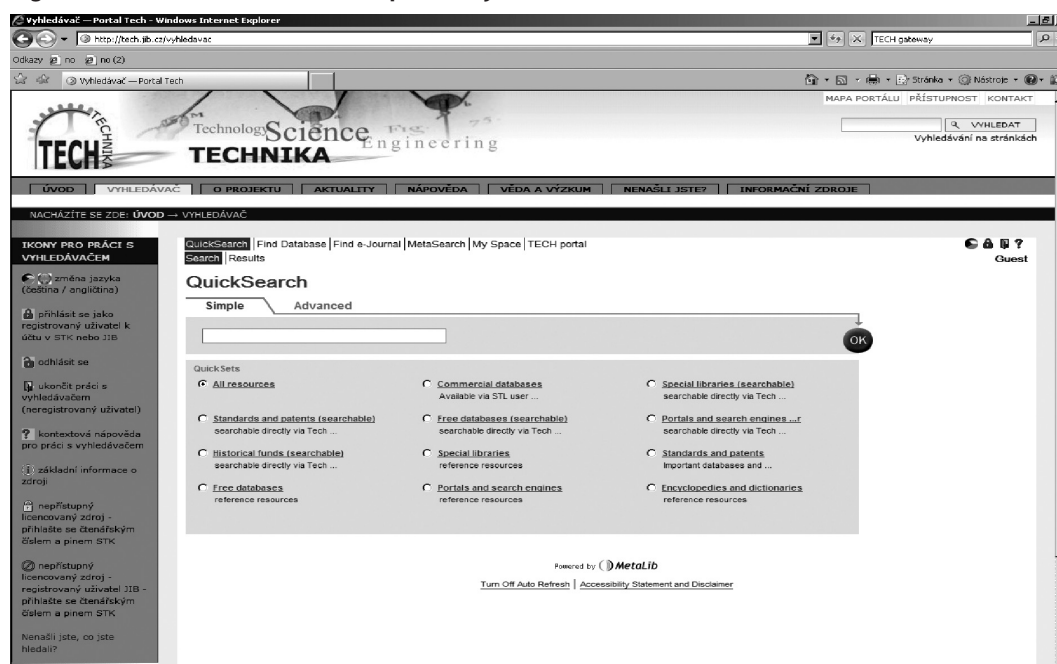 Vyhledávač — Portal Tech - Windows Internet Explorer
http://tech.jib.cz/vyhledavac
TECH gateway
Odkazy no no (2)
Vyhledávač — Portal Tech
Stránka Nástroje
MAPA PORTÁLU PŘÍSTUPNOST KONTAKT
VYHLEDAT
Vyhledávání na stránkách
TECH TECHNIKA
Technology Science Engineering
TECHNIKA
ÚVOD VYHLEDÁVAČ O PROJEKTU AKTUALITY NÁPOVĚDA VĚDA A VÝZKUM NENAŠLI JSTE? INFORMAČNÍ ZDROJE
NACHÁZÍTE SE ZDE: ÚVOD → VYHLEDÁVAČ
IKONY PRO PRÁCI S
VYHLEDÁVAČEM
změna jazyka
(čeština / angličtina)
přihlásit se jako
registrovaný uživatel k
účtu v STK nebo JIB
odhlásit se
ukončit práci s
vyhledávačem
(neregistrovaný uživatel)
? kontextová nápověda
pro práci s vyhledávačem
i základní informace o
zdroji
nepřístupný
licencovaný zdroj -
přihlašte se čtenářským
číslem a pinem STK
nepřístupný
licencovaný zdroj -
registrovaný uživatel JIB -
přihlašte se čtenářským
číslem a pinem STK
Nenašli jste, co jste
hledali?
QuickSearch | Find Database | Find e-Journal | MetaSearch | My Space | TECH portal
Search | Results
?
Guest
QuickSearch
Simple Advanced
OK
QuickSets
All resources
Commercial databases
Available via STL user ...
Special libraries (searchable)
searchable directly via Tech ...
Standards and patents (searchable)
searchable directly via Tech ...
Free databases (searchable)
searchable directly via Tech ...
Portals and search engines ...r
searchable directly via Tech ...
Historical funds (searchable)
searchable directly via Tech ...
Special libraries
reference resources
Standards and patents
Important databases and ...
Free databases
reference resources
Portals and search engines
reference resources
Encyclopedies and dictionaries
reference resources
Powered by MetaLib
Turn Off Auto Refresh | Accessibility Statement and Disclaimer